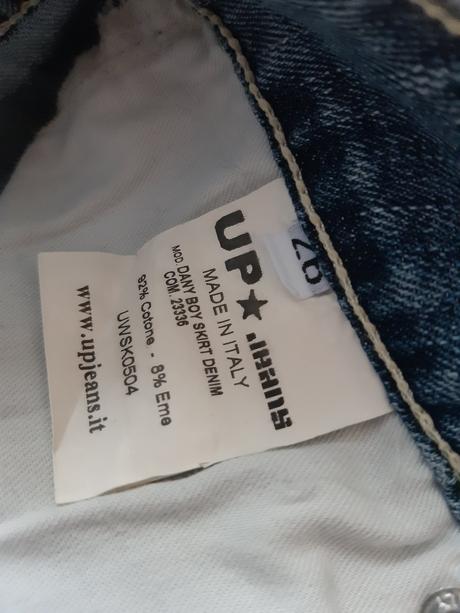 26
UP★JEANS
MADE IN ITALY
MOD. DANY BOY SKIRT DENIM
COM. 23336
92% Cotone - 8% Eme
UWSK0504
www.upjeans.it